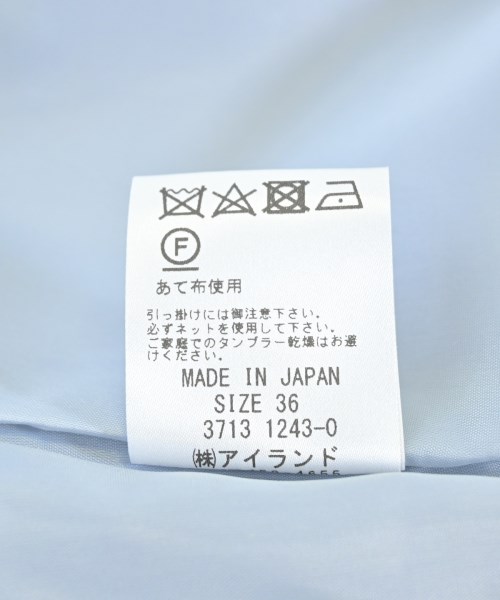 F
あて布使用
引っ掛けには御注意下さい。
必ずネットを使用して下さい。
ご家庭でのタンブラー乾燥はお避
けください。
MADE IN JAPAN
SIZE 36
3713 1243-0
(株)アイランド